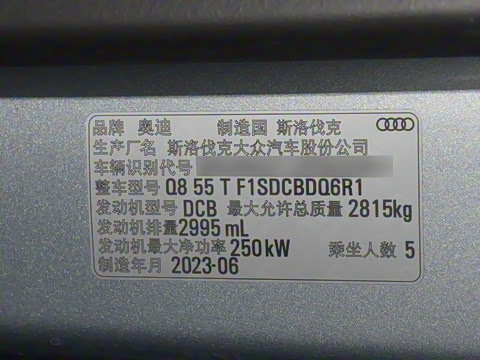 品牌 奥迪 制造国 斯洛伐克
生产厂名 斯洛伐克大众汽车股份公司
车辆识别代号
整车型号 Q8 55 T F1SDCBDQ6R1
发动机型号 DCB 最大允许总质量 2815kg
发动机排量 2995 mL
发动机最大净功率 250kW 乘坐人数 5
制造年月 2023-06